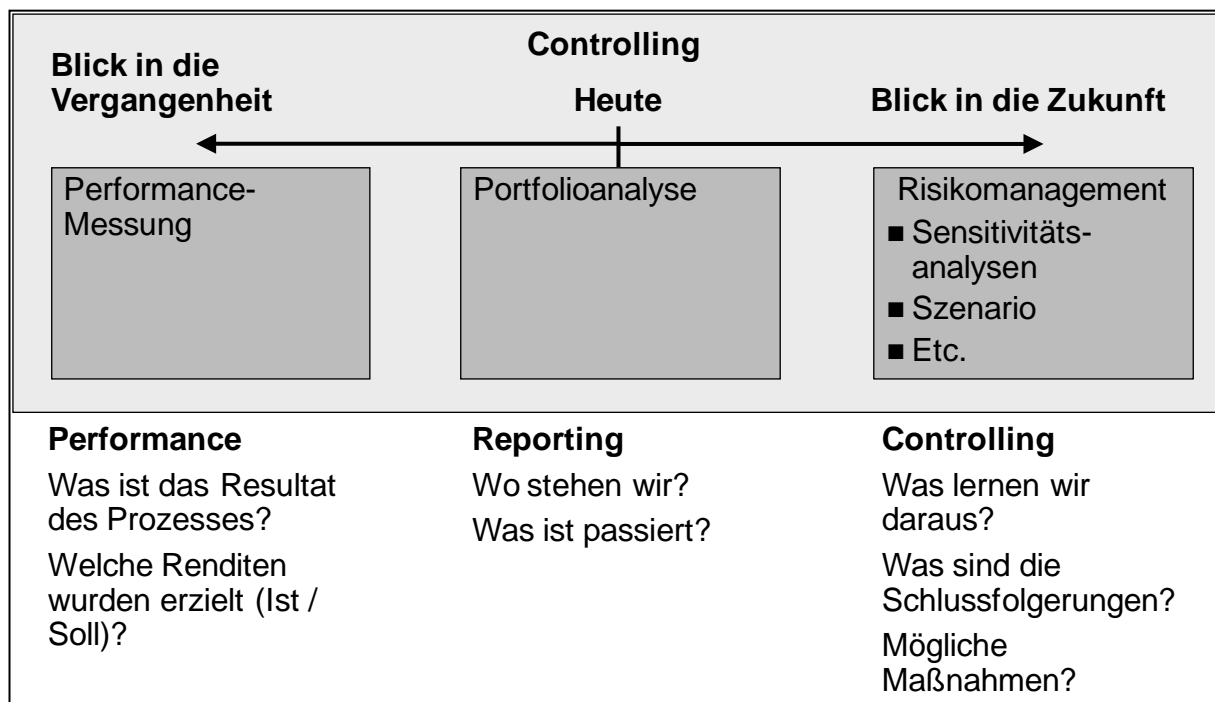 Controlling
Blick in die
Vergangenheit
Heute
Blick in die Zukunft
Performance-
Messung
Portfolioanalyse
Risikomanagement
■ Sensitivitäts-
analysen
■ Szenario
■ Etc.
Performance
Was ist das Resultat
des Prozesses?
Welche Renditen
wurden erzielt (Ist /
Soll)?
Reporting
Wo stehen wir?
Was ist passiert?
Controlling
Was lernen wir
daraus?
Was sind die
Schlussfolgerungen?
Mögliche
Maßnahmen?